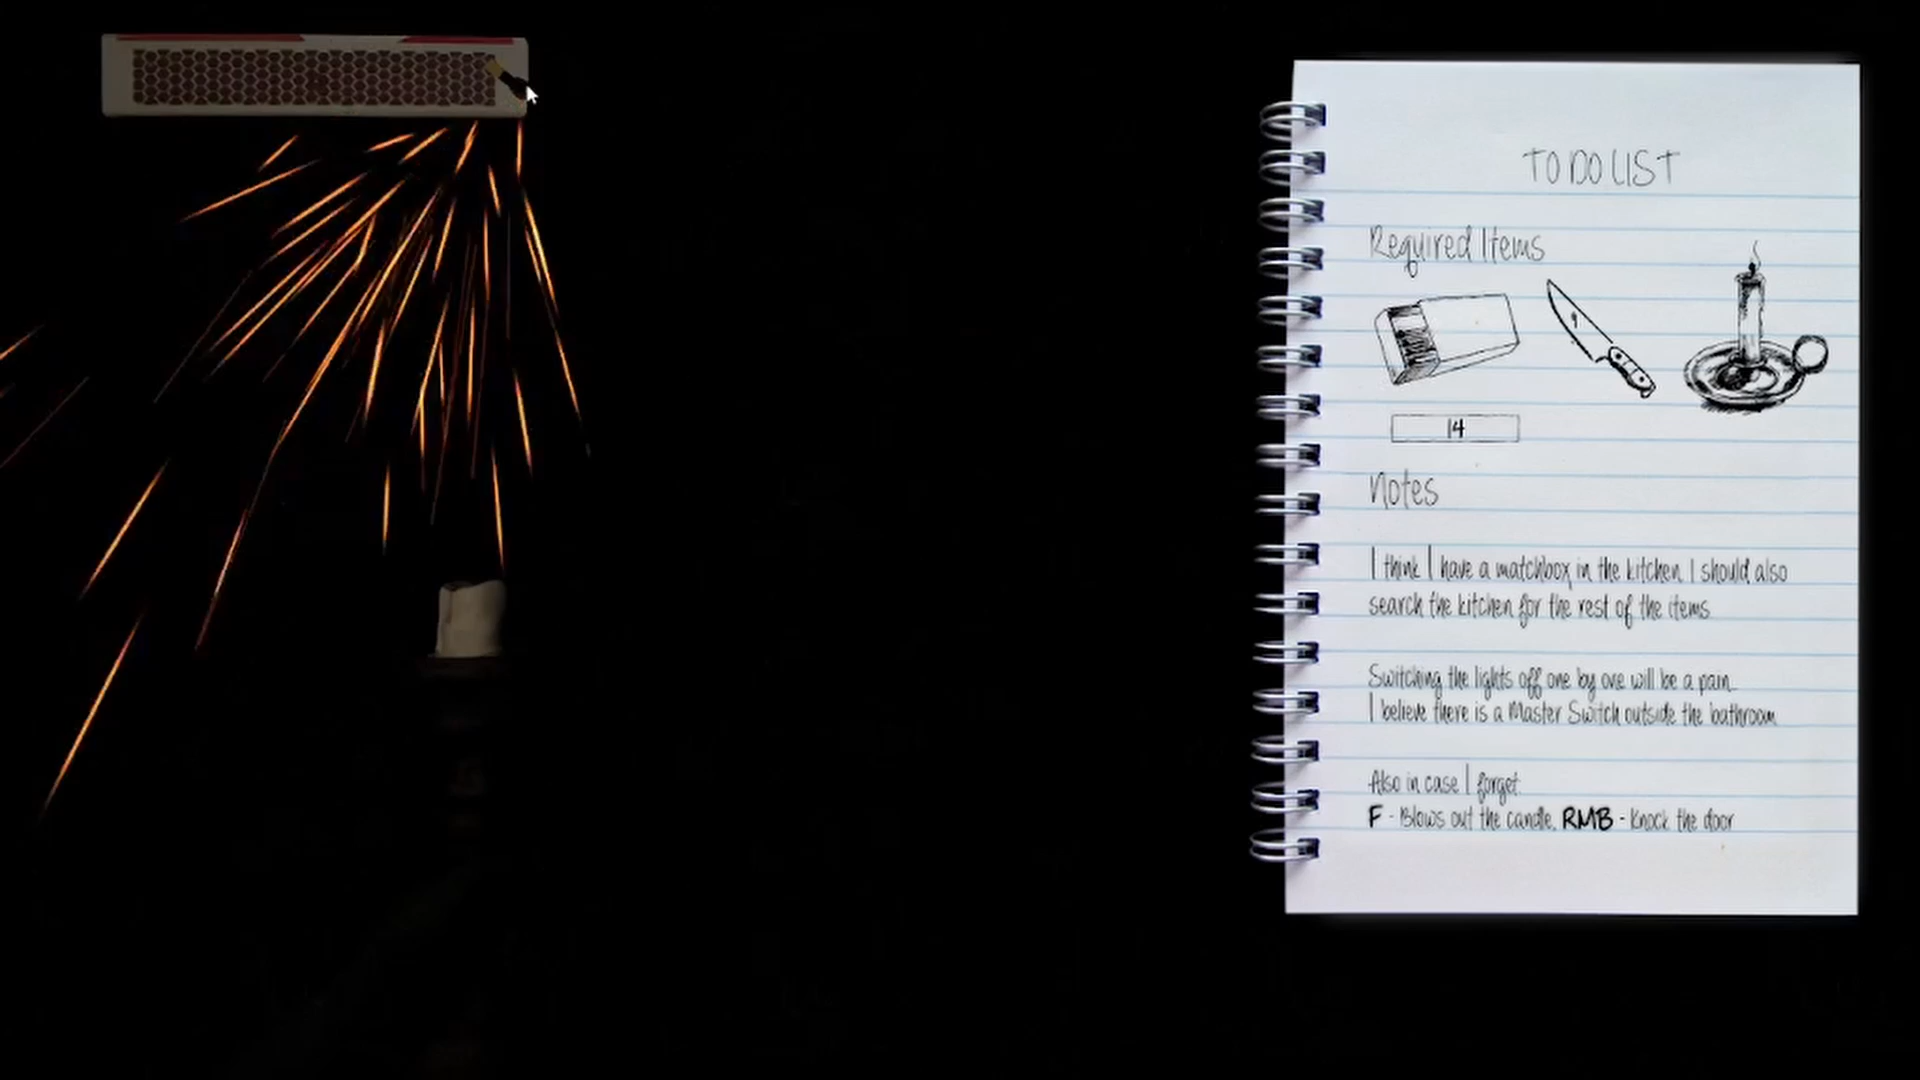 TO DO LIST
Required Items
14
Notes
I think I have a matchbox in the kitchen. I should also
search the kitchen for the rest of the items.
Switching the lights off one by one will be a pain...
I believe there is a Master Switch outside the bathroom.
Also in case I forget:
F - Blows out the candle, RMB - Knock the door